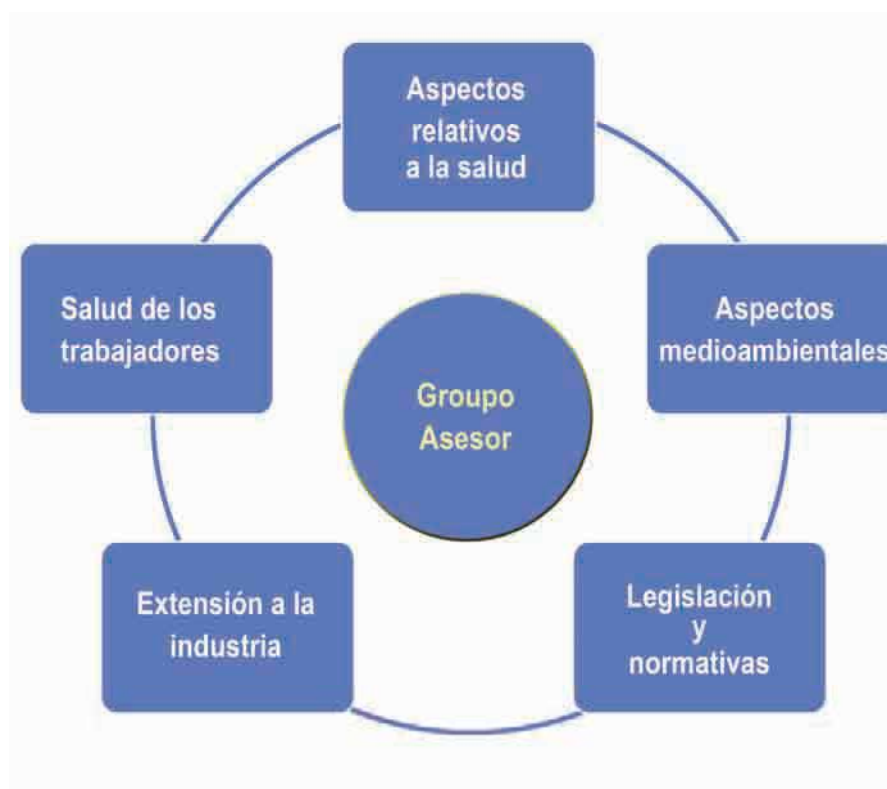 Aspectos
relativos
a la salud
Salud de los
trabajadores
Aspectos
medioambientales
Groupo
Asesor
Extensión a la
industria
Legislación
y
normativas